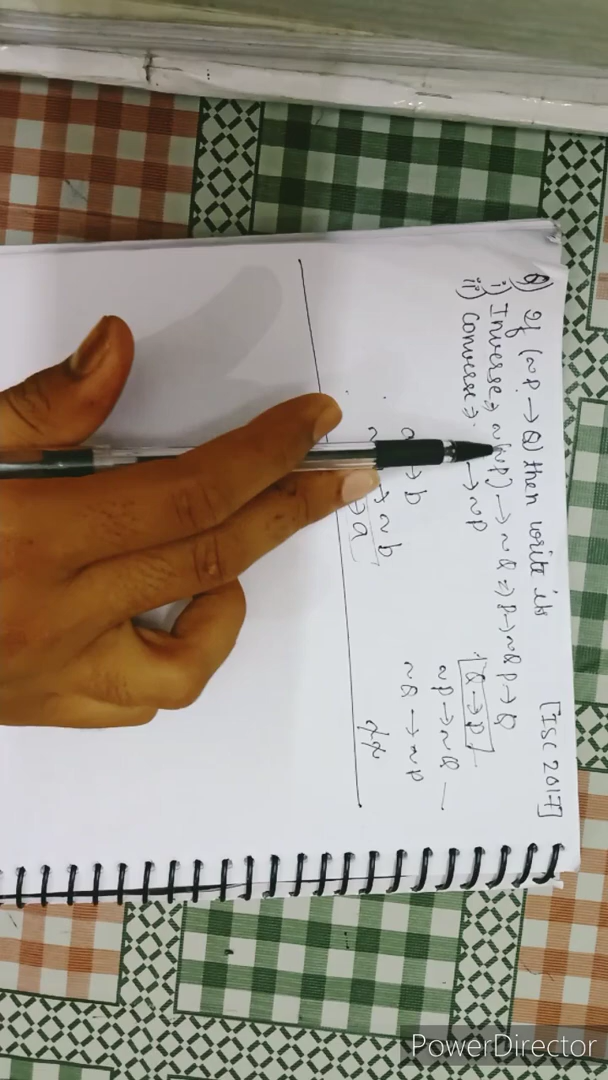 Q) If (~P → Q) then write its [ISC 2017]
i) Inverse ⇒ ~(~P) → ~Q ⇒ P → ~Q P → Q
ii) Converse ⇒ → ~P [Q → P]
~P → ~Q —
~Q → ~P
a → b
→ ~b
→ a
PowerDirector